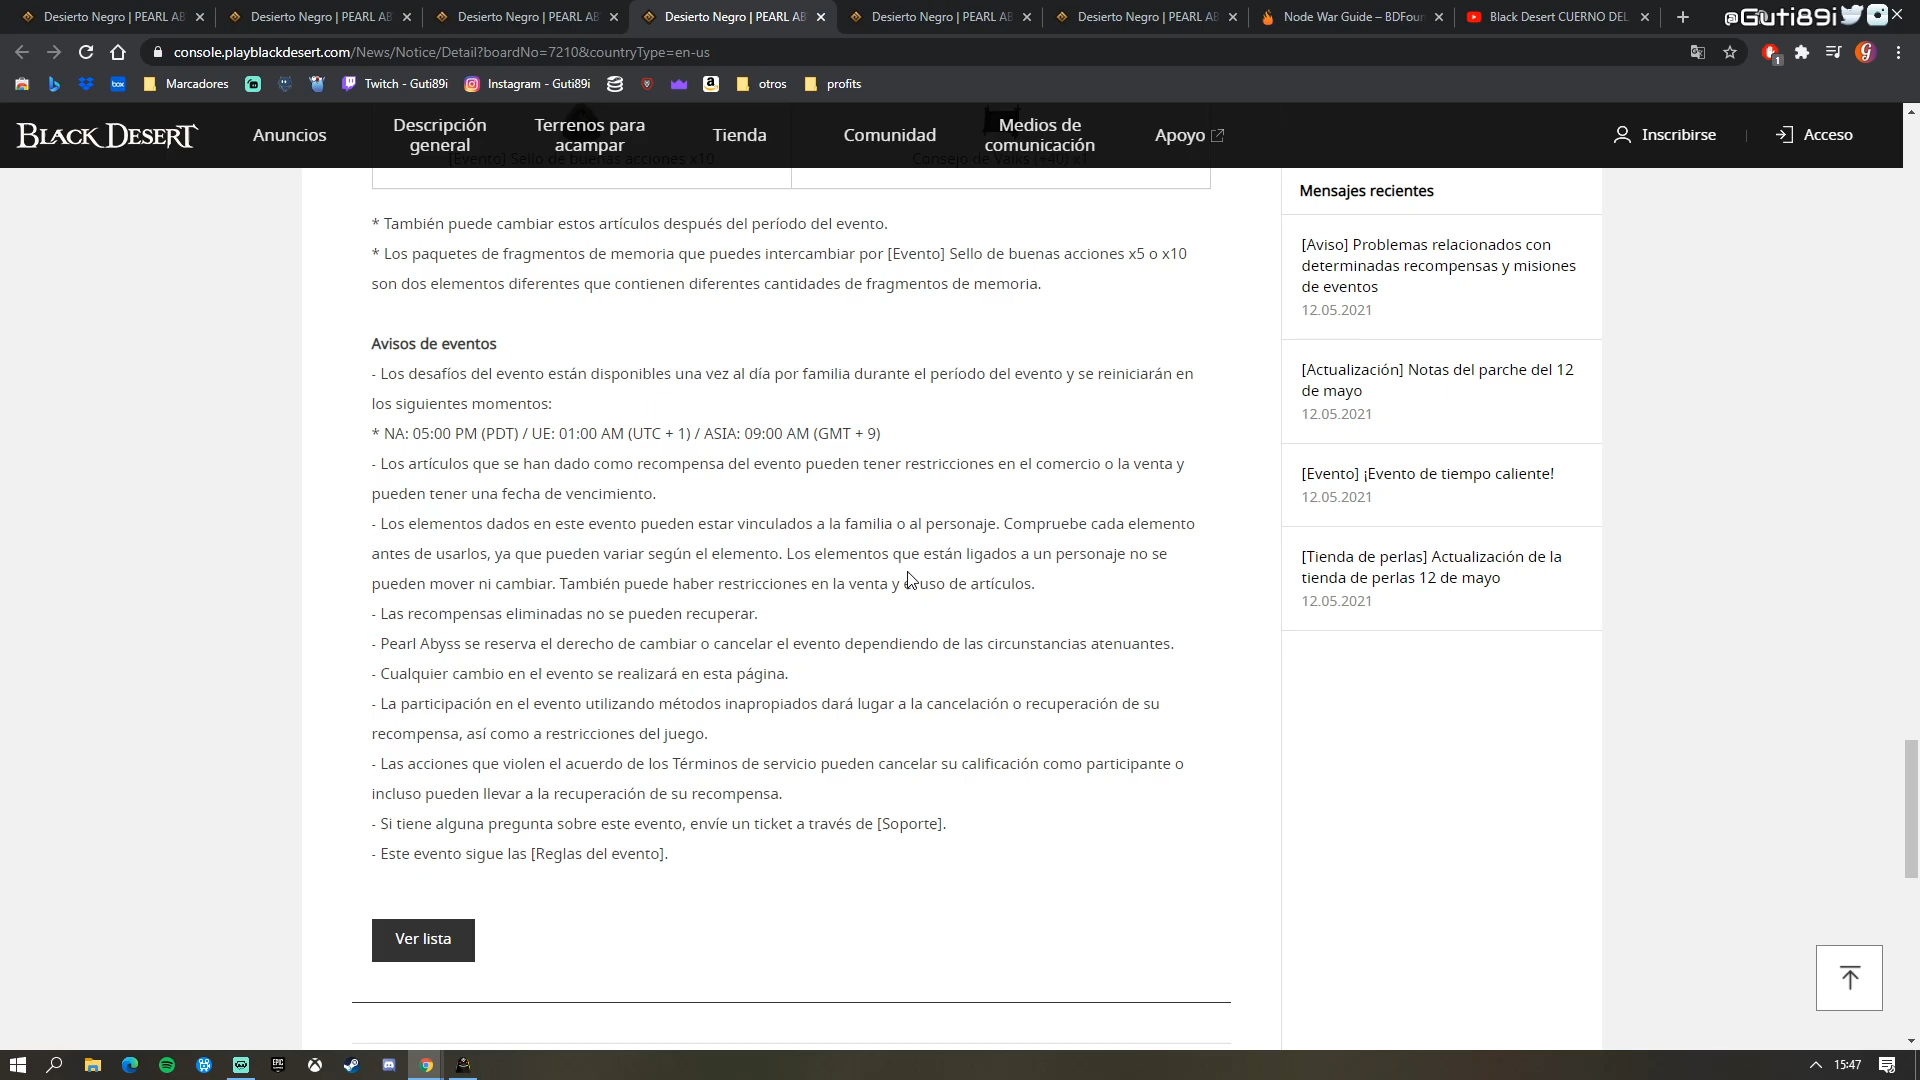 Desierto Negro | PEARL AB
Desierto Negro | PEARL AB
Desierto Negro | PEARL AB
Desierto Negro | PEARL AB
Desierto Negro | PEARL AB
Desierto Negro | PEARL AB
Node War Guide – BDFoun
Black Desert CUERNO DEL
@Guti89i
console.playblackdesert.com/News/Notice/Detail?boardNo=7210&countryType=en-us
1
Marcadores
Twitch - Guti89i
Instagram - Guti89i
otros
profits
BLACK DESERT
Anuncios
Descripción
general
Terrenos para
acampar
Tienda
Comunidad
Medios de
comunicación
Apoyo
Inscribirse
Acceso
[Evento] Sello de buenas acciones x10
Consejo de Valks (+40) x1
* También puede cambiar estos artículos después del período del evento.
* Los paquetes de fragmentos de memoria que puedes intercambiar por [Evento] Sello de buenas acciones x5 o x10
son dos elementos diferentes que contienen diferentes cantidades de fragmentos de memoria.
Avisos de eventos
- Los desafíos del evento están disponibles una vez al día por familia durante el período del evento y se reiniciarán en
los siguientes momentos:
* NA: 05:00 PM (PDT) / UE: 01:00 AM (UTC + 1) / ASIA: 09:00 AM (GMT + 9)
- Los artículos que se han dado como recompensa del evento pueden tener restricciones en el comercio o la venta y
pueden tener una fecha de vencimiento.
- Los elementos dados en este evento pueden estar vinculados a la familia o al personaje. Compruebe cada elemento
antes de usarlos, ya que pueden variar según el elemento. Los elementos que están ligados a un personaje no se
pueden mover ni cambiar. También puede haber restricciones en la venta y el uso de artículos.
- Las recompensas eliminadas no se pueden recuperar.
- Pearl Abyss se reserva el derecho de cambiar o cancelar el evento dependiendo de las circunstancias atenuantes.
- Cualquier cambio en el evento se realizará en esta página.
- La participación en el evento utilizando métodos inapropiados dará lugar a la cancelación o recuperación de su
recompensa, así como a restricciones del juego.
- Las acciones que violen el acuerdo de los Términos de servicio pueden cancelar su calificación como participante o
incluso pueden llevar a la recuperación de su recompensa.
- Si tiene alguna pregunta sobre este evento, envíe un ticket a través de [Soporte].
- Este evento sigue las [Reglas del evento].
Ver lista
Mensajes recientes
[Aviso] Problemas relacionados con
determinadas recompensas y misiones
de eventos
12.05.2021
[Actualización] Notas del parche del 12
de mayo
12.05.2021
[Evento] ¡Evento de tiempo caliente!
12.05.2021
[Tienda de perlas] Actualización de la
tienda de perlas 12 de mayo
12.05.2021
15:47